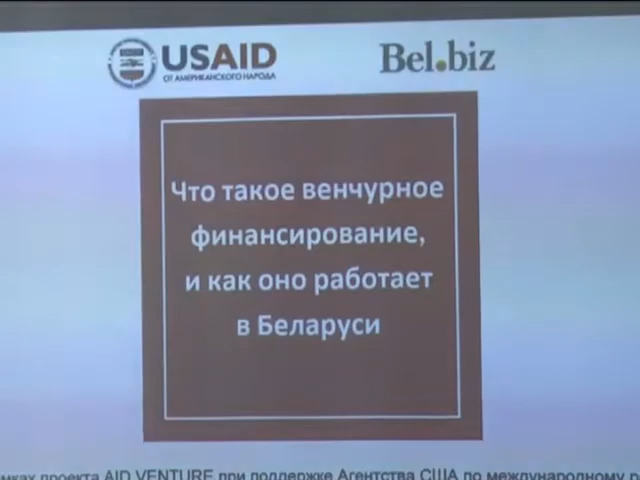 USAID
ОТ АМЕРИКАНСКОГО НАРОДА
Bel.biz
Что такое венчурное
финансирование,
и как оно работает
в Беларуси
проекта AID VENTURE при поддержке Агентства США по международному